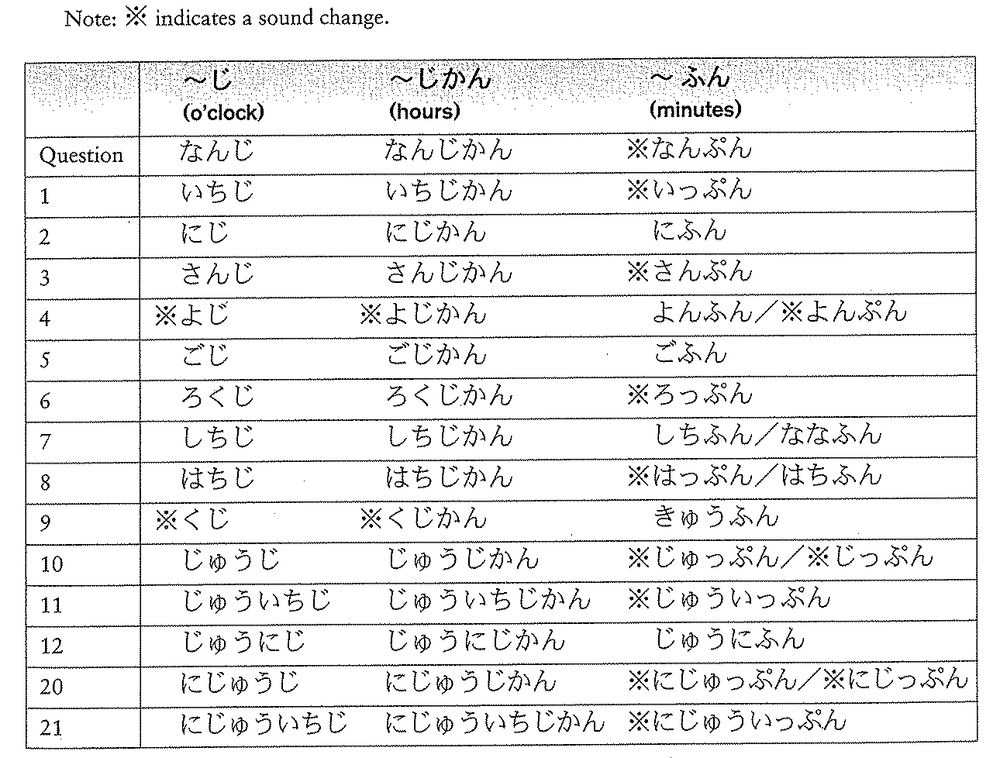 Note: ※ indicates a sound change.
～じ ～じかん ～ふん
(o'clock) (hours) (minutes)
Question なんじ なんじかん ※なんぷん
1 いちじ いちじかん ※いっぷん
2 にじ にじかん にふん
3 さんじ さんじかん ※さんぷん
4 ※よじ ※よじかん よんふん／※よんぷん
5 ごじ ごじかん ごふん
6 ろくじ ろくじかん ※ろっぷん
7 しちじ しちじかん しちふん／ななふん
8 はちじ はちじかん ※はっぷん／はちふん
9 ※くじ ※くじかん きゅうふん
10 じゅうじ じゅうじかん ※じゅっぷん／※じっぷん
11 じゅういちじ じゅういちじかん ※じゅういっぷん
12 じゅうにじ じゅうにじかん じゅうにふん
20 にじゅうじ にじゅうじかん ※にじゅっぷん／※にじっぷん
21 にじゅういちじ にじゅういちじかん ※にじゅういっぷん